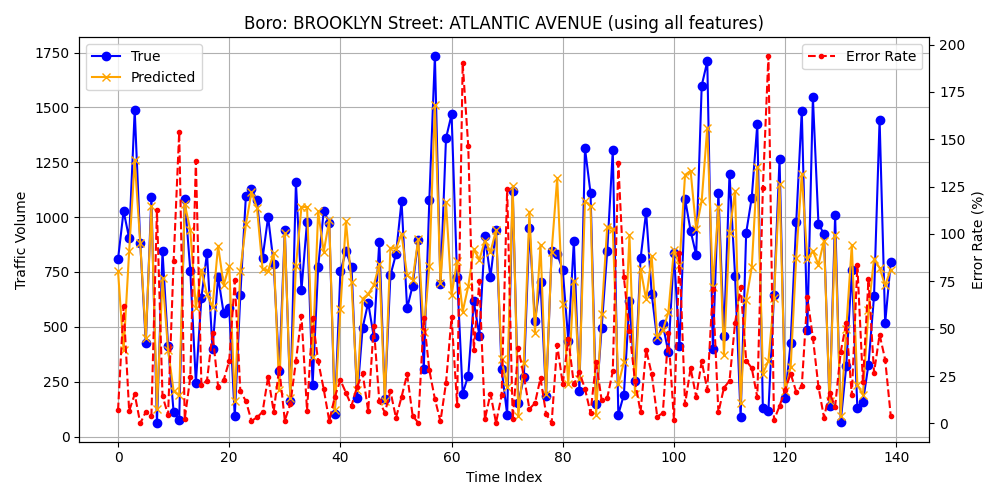 Boro: BROOKLYN Street: ATLANTIC AVENUE (using all features)
True
Predicted
Error Rate
Traffic Volume
1750
1500
1250
1000
750
500
250
0
200
175
150
125
100
75
50
25
0
Error Rate (%)
0 20 40 60 80 100 120 140
Time Index